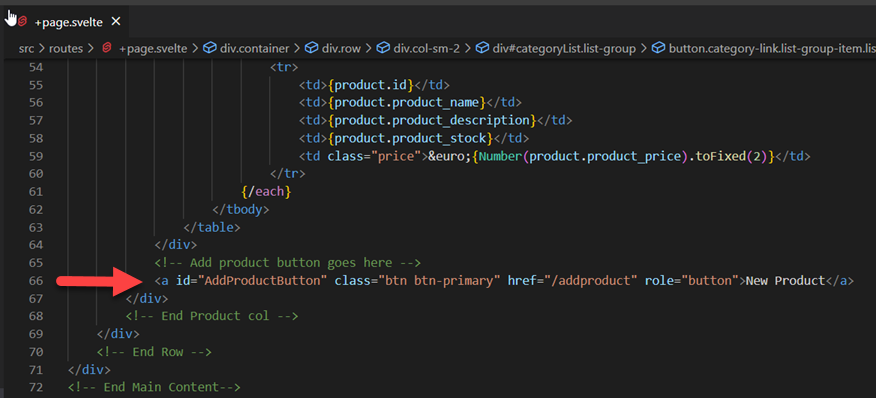 +page.svelte ×
src > routes > +page.svelte > div.container > div.row > div.col-sm-2 > div#categoryList.list-group > button.category-link.list-group-item.lis
54 <tr>
55 <td>{product.id}</td>
56 <td>{product.product_name}</td>
57 <td>{product.product_description}</td>
58 <td>{product.product_stock}</td>
59 <td class="price">&euro;{Number(product.product_price).toFixed(2)}</td>
60 </tr>
61 {/each}
62 </tbody>
63 </table>
64 </div>
65 <!-- Add product button goes here -->
66 <a id="AddProductButton" class="btn btn-primary" href="/addproduct" role="button">New Product</a>
67 </div>
68 <!-- End Product col -->
69 </div>
70 <!-- End Row -->
71 </div>
72 <!-- End Main Content-->